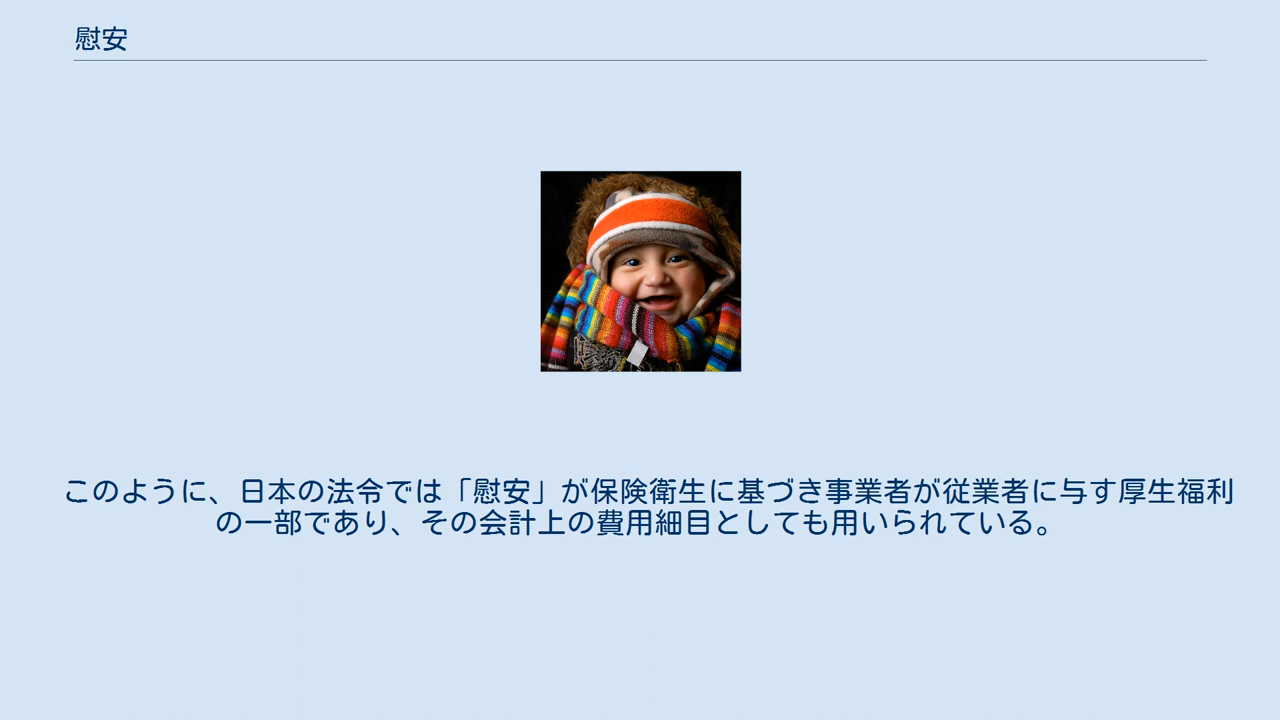 慰安
このように、日本の法令では「慰安」が保険衛生に基づき事業者が従業者に与す厚生福利
の一部であり、その会計上の費用細目としても用いられている。